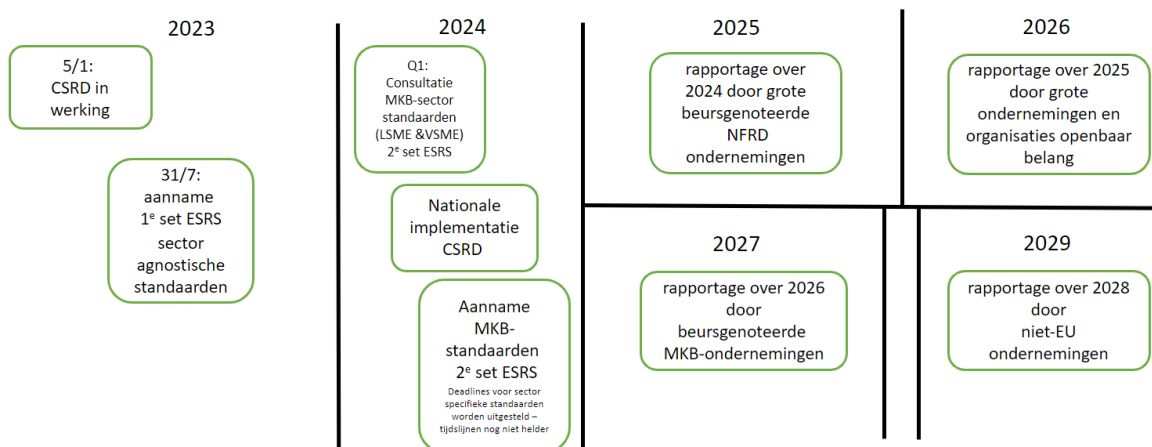 2023
5/1:
CSRD in
werking
31/7:
aanname
1e set ESRS
sector
agnostische
standaarden
2024
Q1:
Consultatie
MKB-sector
standaarden
(LSME &VSME)
2e set ESRS
Nationale
implementatie
CSRD
Aanname
MKB-
standaarden
2e set ESRS
Deadlines voor sector
specifieke standaarden
worden uitgesteld –
tijdslijnen nog niet helder
2025
rapportage over
2024 door grote
beursgenoteerde
NFRD
ondernemingen
2026
rapportage over 2025
door grote
ondernemingen en
organisaties openbaar
belang
2027
rapportage over 2026
door
beursgenoteerde
MKB-ondernemingen
2029
rapportage over 2028
door
niet-EU
ondernemingen